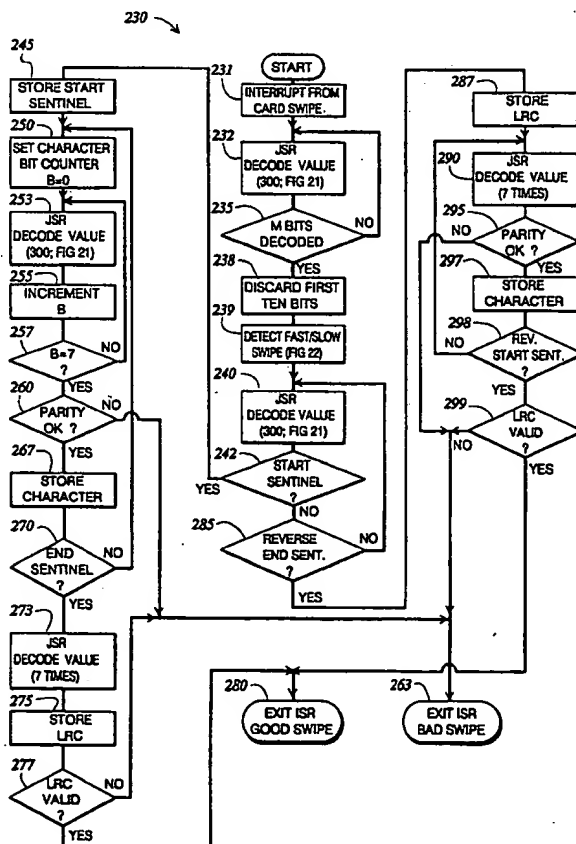 230
245
STORE START
SENTINEL
250
SET CHARACTER
BIT COUNTER
B=0
253
JSR
DECODE VALUE
(300; FIG 21)
255
INCREMENT
B
257
B=7
?
NO
YES
260
PARITY
OK ?
NO
YES
267
STORE
CHARACTER
270
END
SENTINEL
?
NO
YES
273
JSR
DECODE VALUE
(7 TIMES)
275
STORE
LRC
277
LRC
VALID
?
NO
YES
START
231
INTERRUPT FROM
CARD SWIPE.
232
JSR
DECODE VALUE
(300; FIG 21)
235
M BITS
DECODED
NO
YES
238
DISCARD FIRST
TEN BITS
239
DETECT FAST/SLOW
SWIPE (FIG 22)
240
JSR
DECODE VALUE
(300; FIG 21)
242
START
SENTINEL
?
YES
NO
285
REVERSE
END SENT.
?
NO
YES
280
EXIT ISR
GOOD SWIPE
287
STORE
LRC
290
JSR
DECODE VALUE
(7 TIMES)
295
PARITY
OK ?
NO
YES
297
STORE
CHARACTER
298
REV.
START SENT.
?
NO
YES
299
LRC
VALID
?
NO
YES
263
EXIT ISR
BAD SWIPE